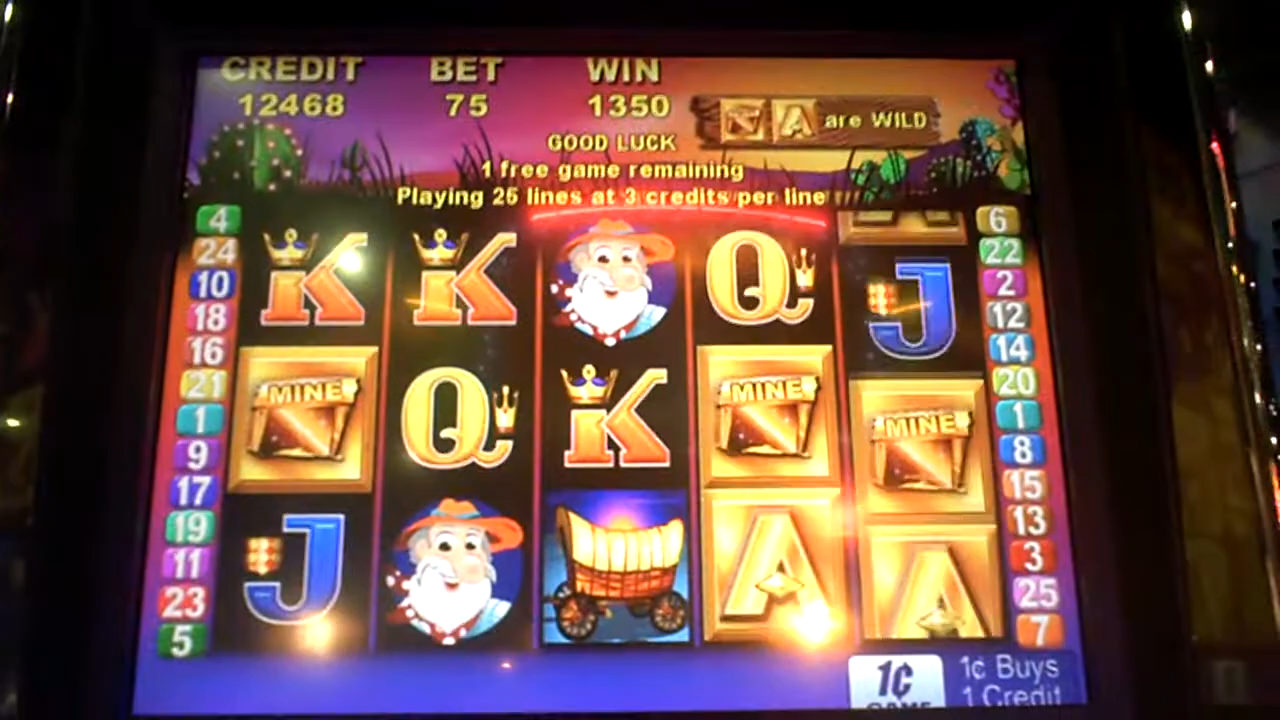 CREDIT BET WIN
12468 75 1350
A are WILD
GOOD LUCK
1 free game remaining
Playing 25 lines at 3 credits per line
4 6
24 22
10 K K Q J 2
18 12
16 14
21 MINE MINE 20
1 Q K MINE 1
9 8
17 15
19 13
11 J A A 3
23 25
5 7
1¢ 1¢ Buys
GAME 1 Credit